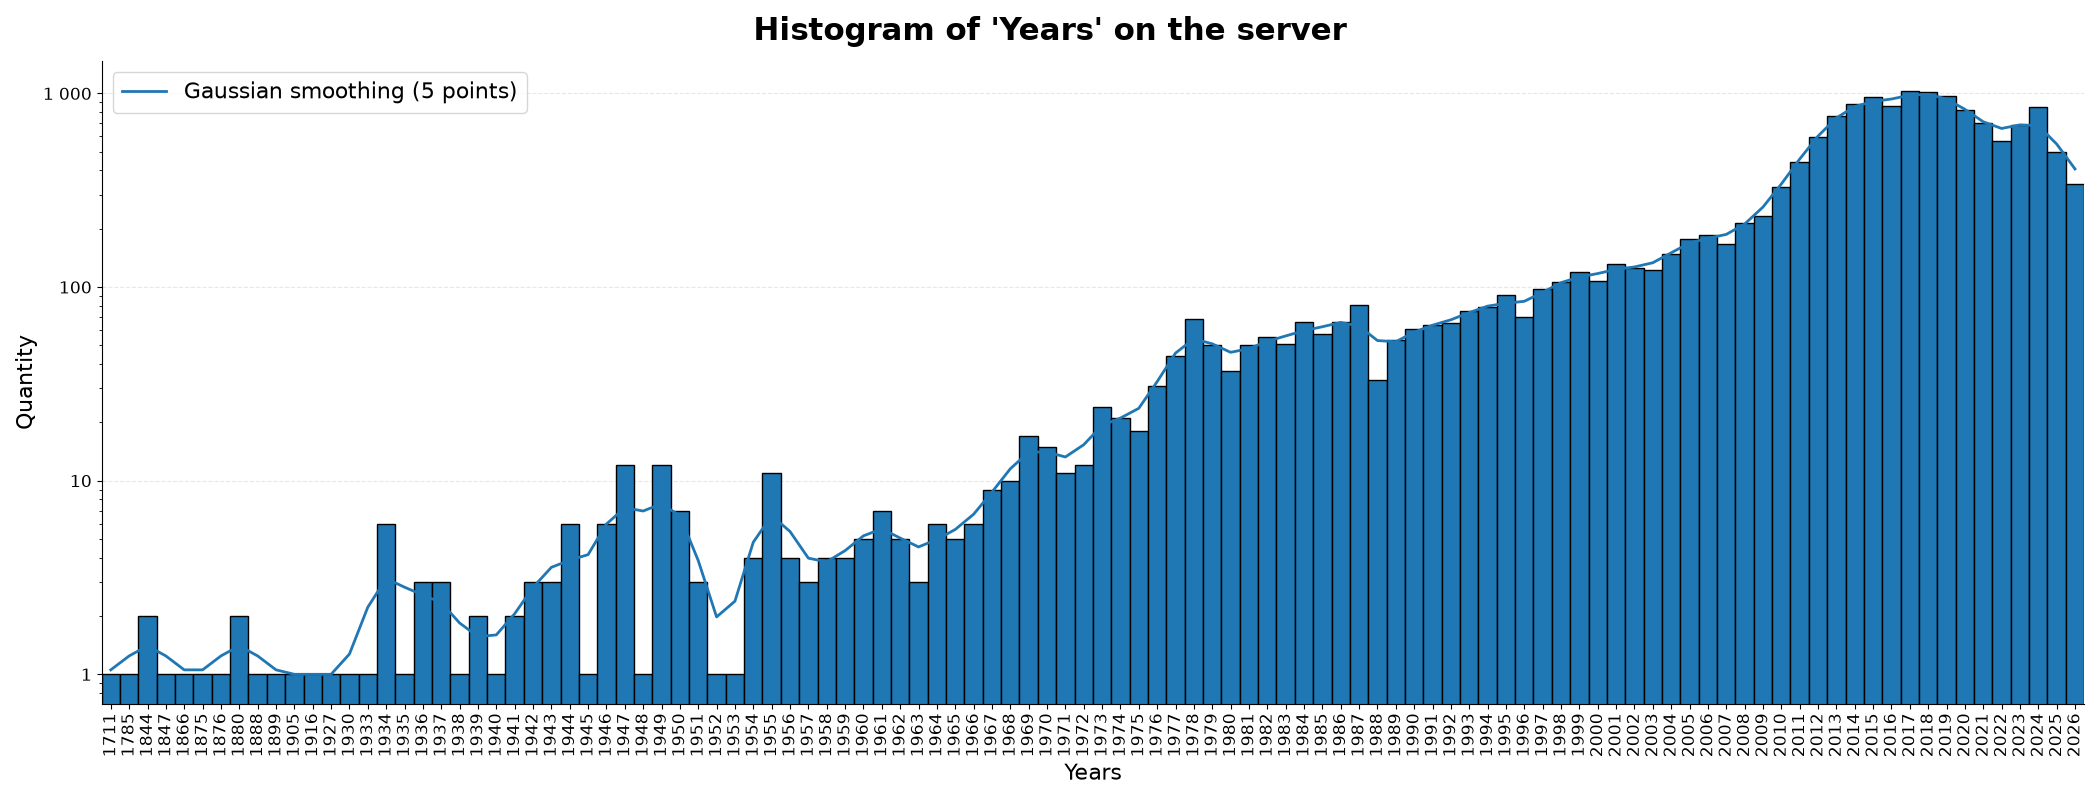 Histogram of 'Years' on the server
Gaussian smoothing (5 points)
1 000
100
10
1
Quantity
1711 1785 1844 1847 1866 1875 1876 1880 1888 1899 1905 1916 1927 1930 1933 1934 1935 1936 1937 1938 1939 1940 1941 1942 1943 1944 1945 1946 1947 1948 1949 1950 1951 1952 1953 1954 1955 1956 1957 1958 1959 1960 1961 1962 1963 1964 1965 1966 1967 1968 1969 1970 1971 1972 1973 1974 1975 1976 1977 1978 1979 1980 1981 1982 1983 1984 1985 1986 1987 1988 1989 1990 1991 1992 1993 1994 1995 1996 1997 1998 1999 2000 2001 2002 2003 2004 2005 2006 2007 2008 2009 2010 2011 2012 2013 2014 2015 2016 2017 2018 2019 2020 2021 2022 2023 2024 2025 2026
Years